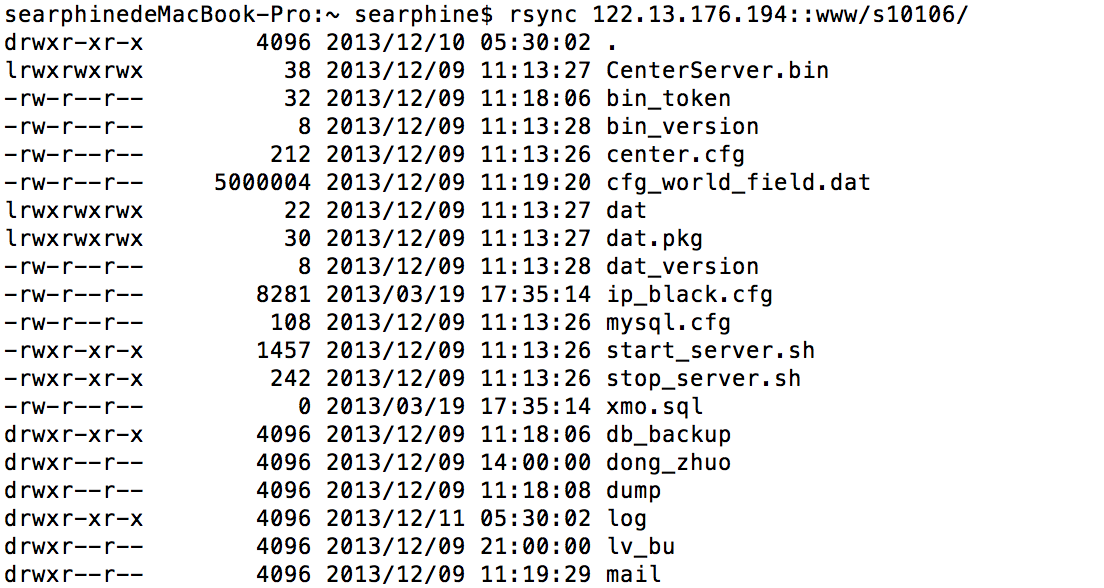 searphinedeMacBook-Pro:~ searphine$ rsync 122.13.176.194::www/s10106/
drwxr-xr-x        4096 2013/12/10 05:30:02 .
lrwxrwxrwx          38 2013/12/09 11:13:27 CenterServer.bin
-rw-r--r--          32 2013/12/09 11:18:06 bin_token
-rw-r--r--           8 2013/12/09 11:13:28 bin_version
-rw-r--r--         212 2013/12/09 11:13:26 center.cfg
-rw-r--r--     5000004 2013/12/09 11:19:20 cfg_world_field.dat
lrwxrwxrwx          22 2013/12/09 11:13:27 dat
lrwxrwxrwx          30 2013/12/09 11:13:27 dat.pkg
-rw-r--r--           8 2013/12/09 11:13:28 dat_version
-rw-r--r--        8281 2013/03/19 17:35:14 ip_black.cfg
-rw-r--r--         108 2013/12/09 11:13:26 mysql.cfg
-rwxr-xr-x        1457 2013/12/09 11:13:26 start_server.sh
-rwxr-xr-x         242 2013/12/09 11:13:26 stop_server.sh
-rw-r--r--           0 2013/03/19 17:35:14 xmo.sql
drwxr-xr-x        4096 2013/12/09 11:18:06 db_backup
drwxr--r--        4096 2013/12/09 14:00:00 dong_zhuo
drwxr--r--        4096 2013/12/09 11:18:08 dump
drwxr-xr-x        4096 2013/12/11 05:30:02 log
drwxr--r--        4096 2013/12/09 21:00:00 lv_bu
drwxr--r--        4096 2013/12/09 11:19:29 mail